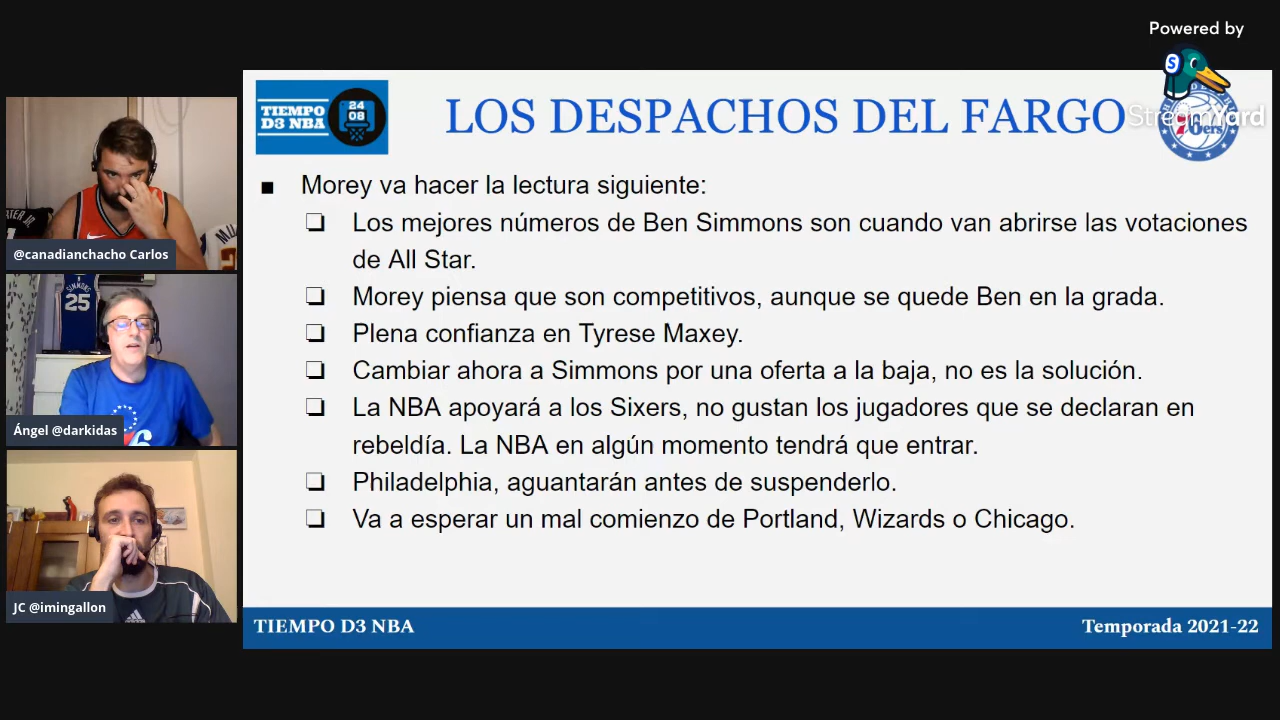 Powered by
StreamYard
S
TIEMPO
D3 NBA
24
08
LOS DESPACHOS DEL FARGO
76ers
■ Morey va hacer la lectura siguiente:
❏ Los mejores números de Ben Simmons son cuando van abrirse las votaciones
de All Star.
❏ Morey piensa que son competitivos, aunque se quede Ben en la grada.
❏ Plena confianza en Tyrese Maxey.
❏ Cambiar ahora a Simmons por una oferta a la baja, no es la solución.
❏ La NBA apoyará a los Sixers, no gustan los jugadores que se declaran en
rebeldía. La NBA en algún momento tendrá que entrar.
❏ Philadelphia, aguantarán antes de suspenderlo.
❏ Va a esperar un mal comienzo de Portland, Wizards o Chicago.
TIEMPO D3 NBA
Temporada 2021-22
@canadianchacho Carlos
SIMMONS
25
Ángel @darkidas
JC @imingallon